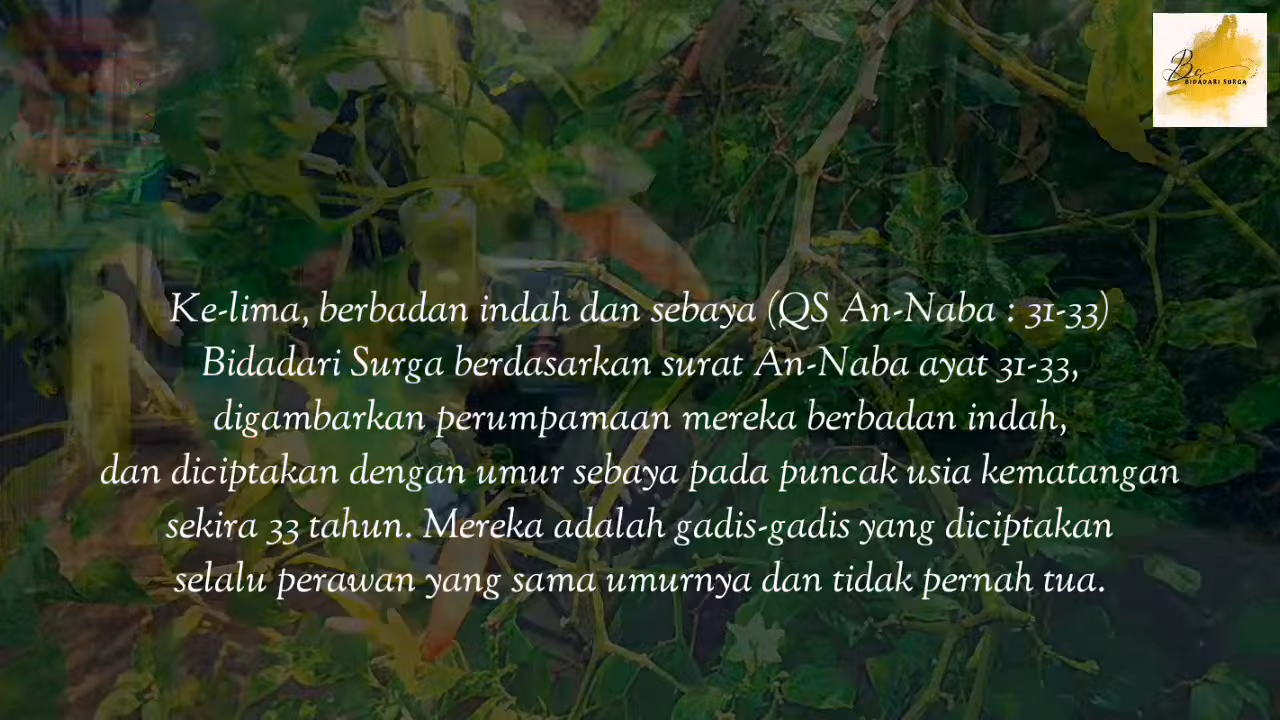 Bs
BIDADARI SURGA
Ke-lima, berbadan indah dan sebaya (QS An-Naba : 31-33)
Bidadari Surga berdasarkan surat An-Naba ayat 31-33,
digambarkan perumpamaan mereka berbadan indah,
dan diciptakan dengan umur sebaya pada puncak usia kematangan
sekira 33 tahun. Mereka adalah gadis-gadis yang diciptakan
selalu perawan yang sama umurnya dan tidak pernah tua.